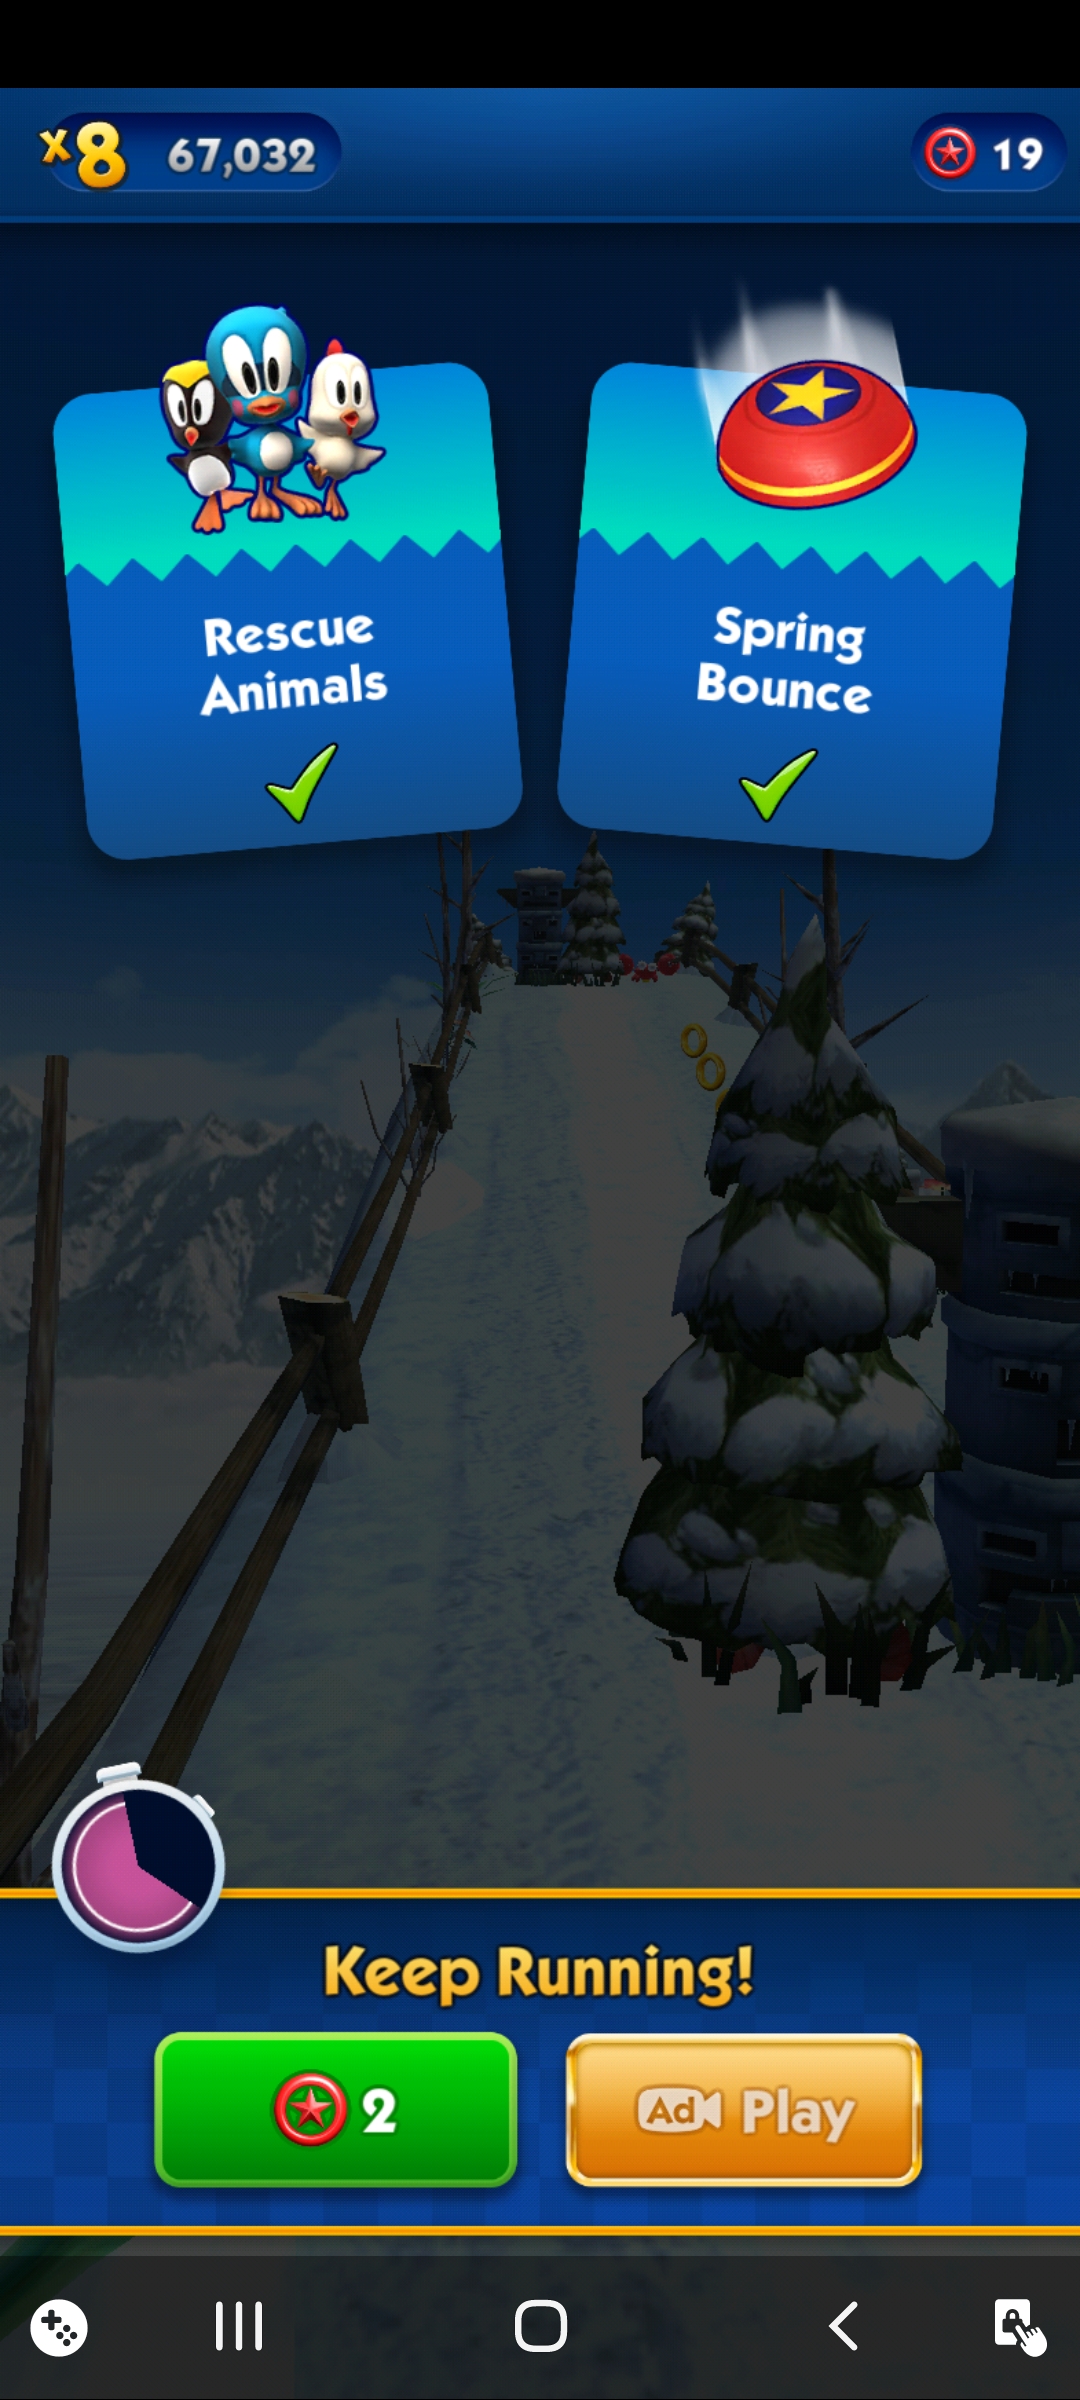 x8 67,032
19
Rescue
Animals
Spring
Bounce
Keep Running!
2
Ad Play